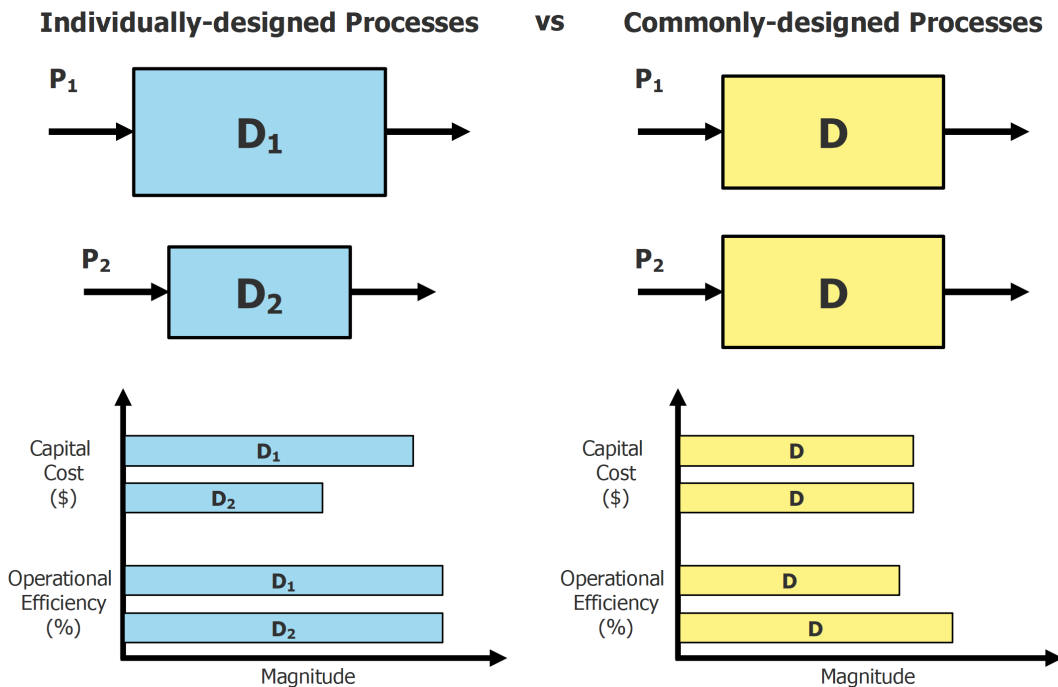 Individually-designed Processes vs Commonly-designed Processes
P₁
D₁
P₁
D
P₂
D₂
P₂
D
Capital
Cost
($)
D₁
D₂
Operational
Efficiency
(%)
D₁
D₂
Magnitude
Capital
Cost
($)
D
D
Operational
Efficiency
(%)
D
D
Magnitude